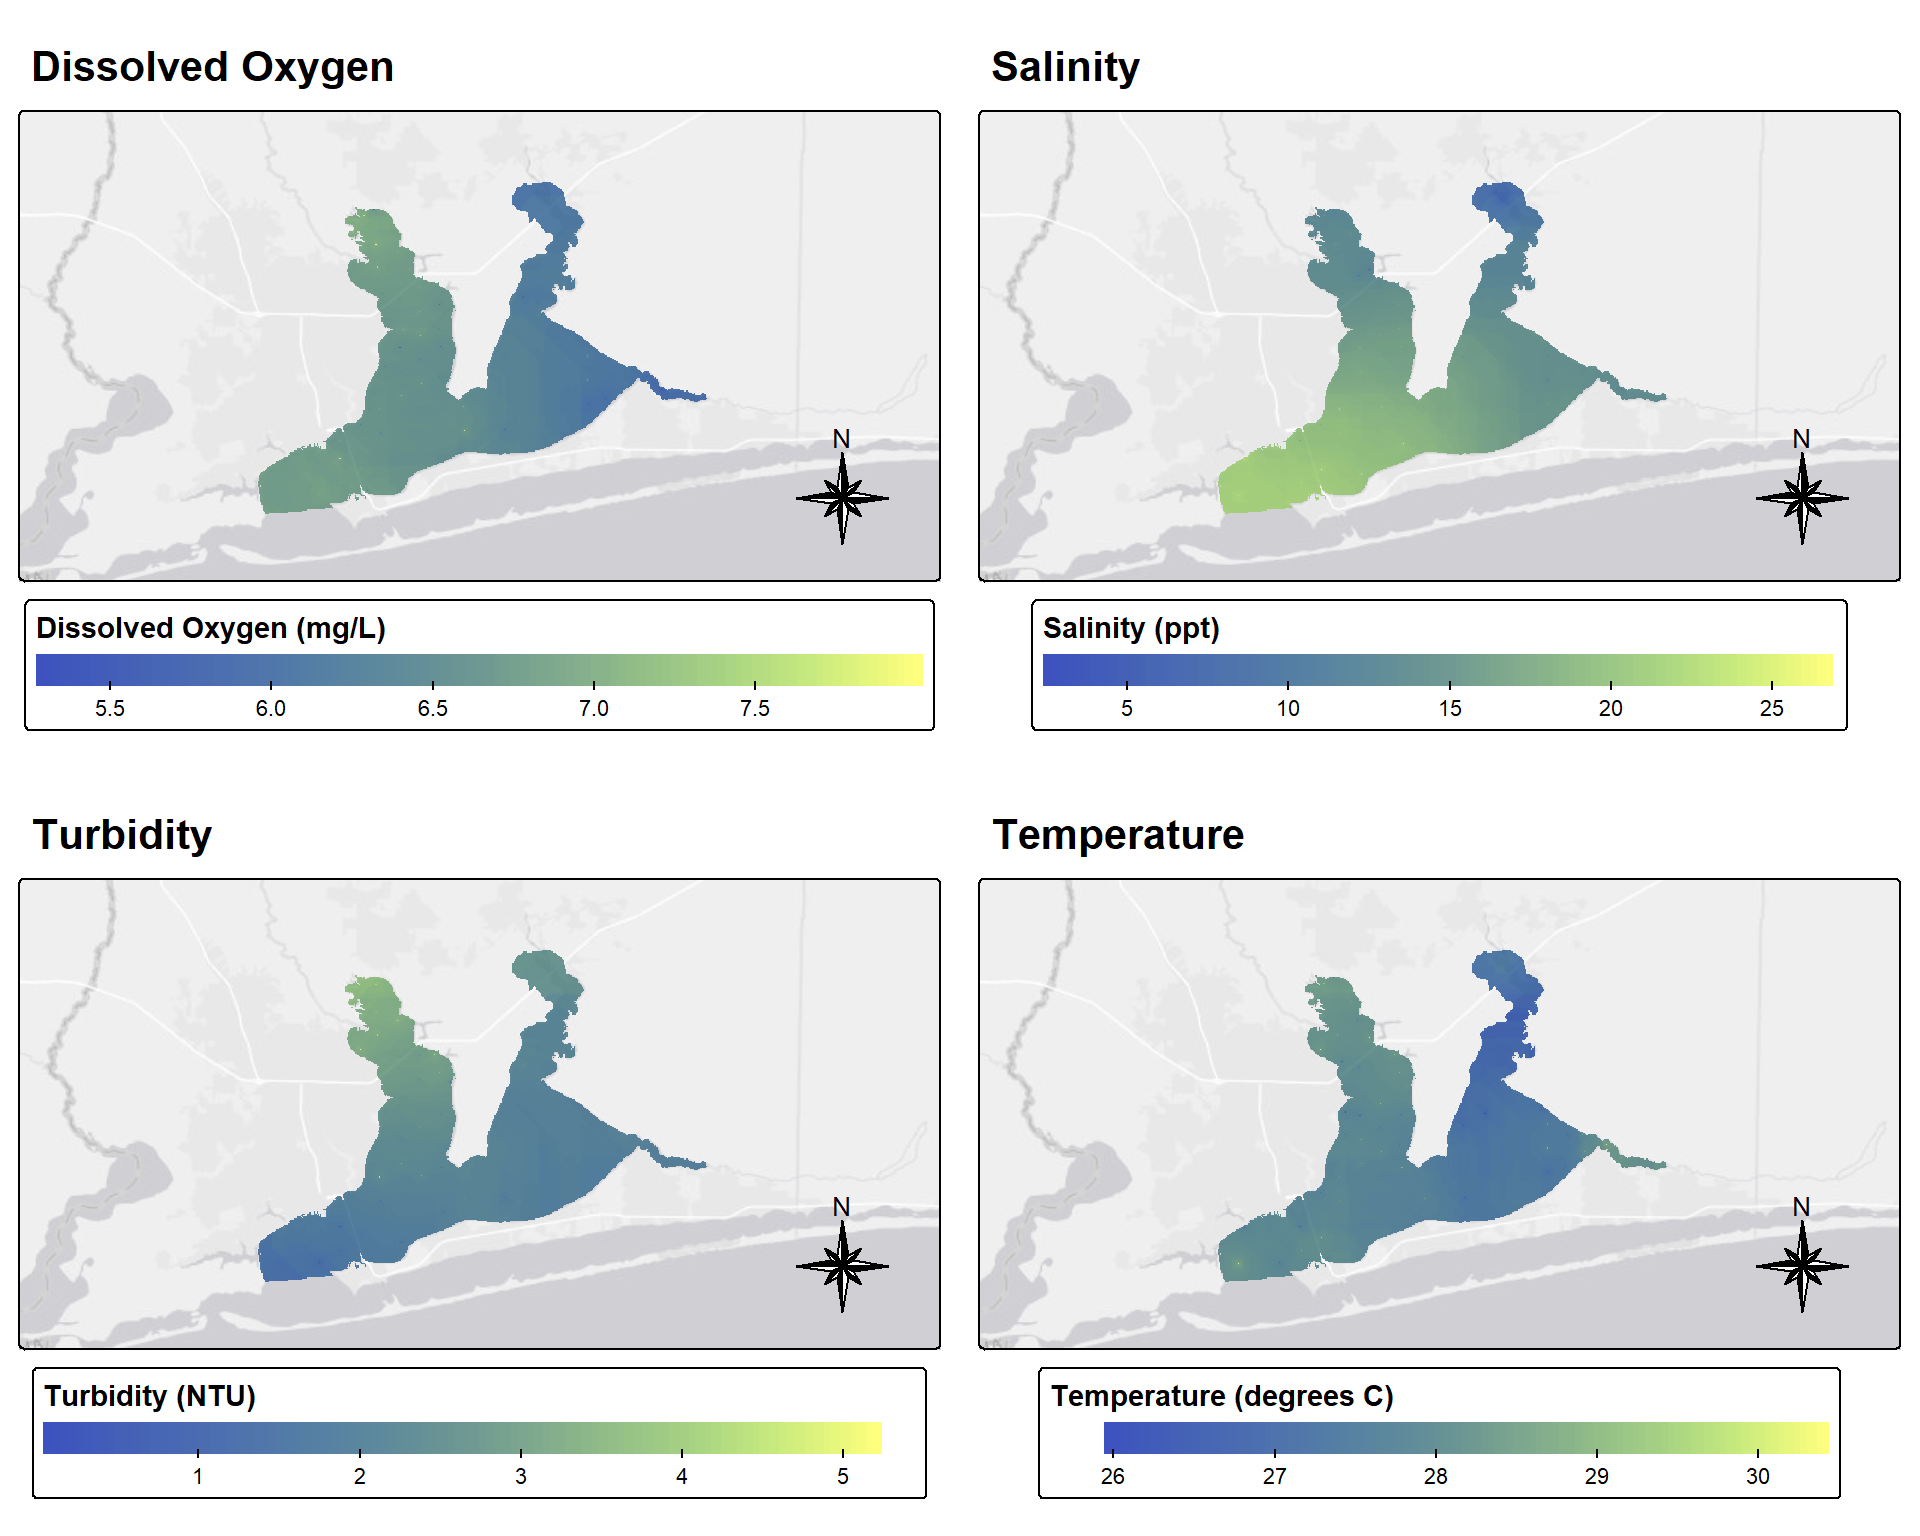 Dissolved Oxygen
Salinity
N
N
Dissolved Oxygen (mg/L)
5.5 6.0 6.5 7.0 7.5
Salinity (ppt)
5 10 15 20 25
Turbidity
Temperature
N
N
Turbidity (NTU)
1 2 3 4 5
Temperature (degrees C)
26 27 28 29 30